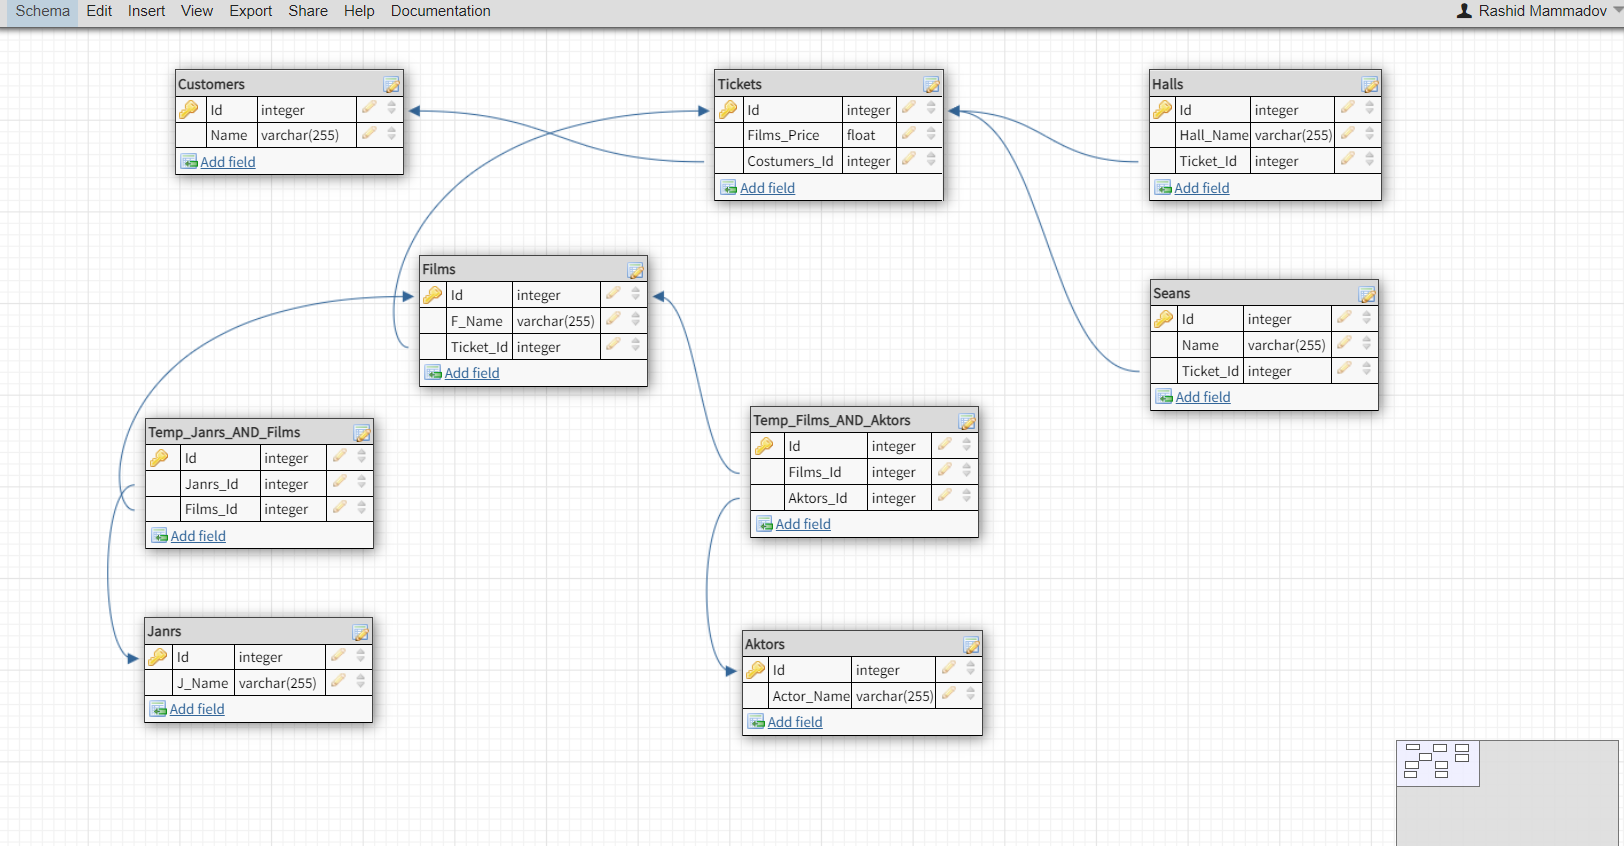 Schema Edit Insert View Export Share Help Documentation Rashid Mammadov
Customers
Id integer
Name varchar(255)
Add field
Tickets
Id integer
Films_Price float
Costumers_Id integer
Add field
Halls
Id integer
Hall_Name varchar(255)
Ticket_Id integer
Add field
Films
Id integer
F_Name varchar(255)
Ticket_Id integer
Add field
Seans
Id integer
Name varchar(255)
Ticket_Id integer
Add field
Temp_Janrs_AND_Films
Id integer
Janrs_Id integer
Films_Id integer
Add field
Temp_Films_AND_Aktors
Id integer
Films_Id integer
Aktors_Id integer
Add field
Janrs
Id integer
J_Name varchar(255)
Add field
Aktors
Id integer
Actor_Name varchar(255)
Add field